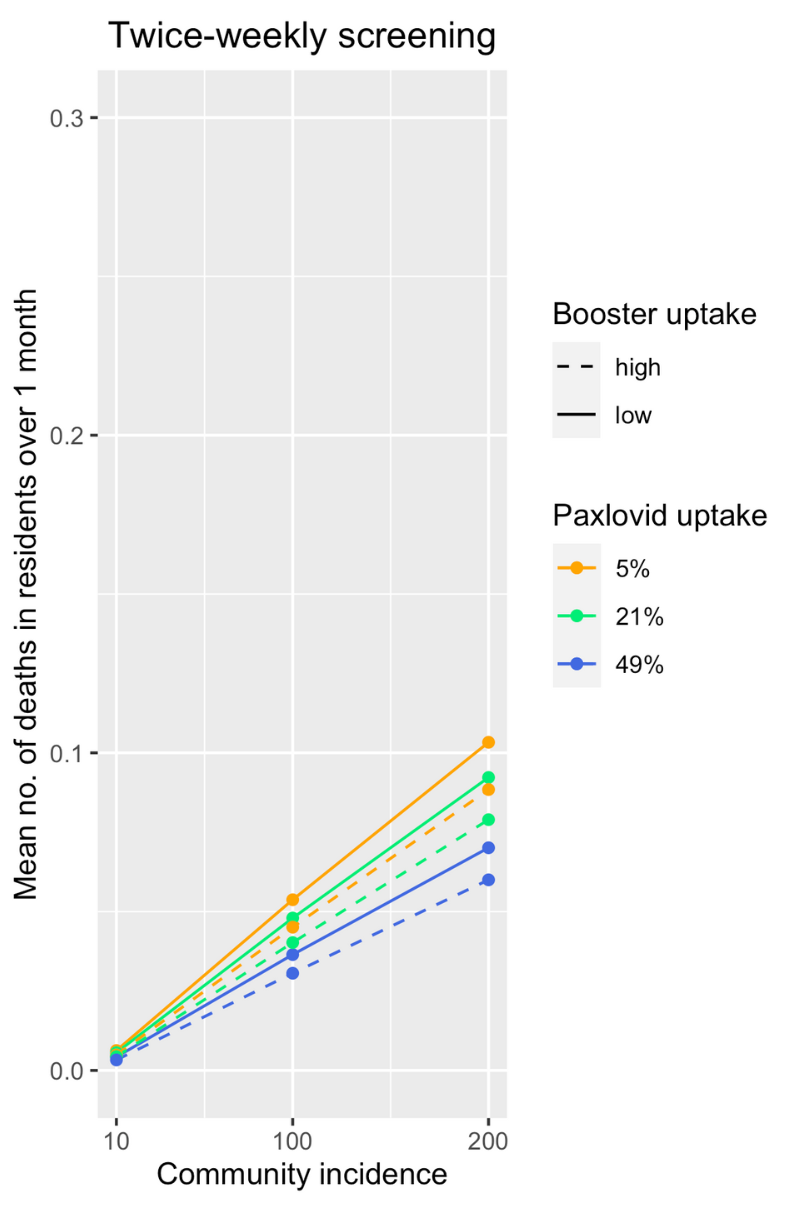 Twice-weekly screening
Mean no. of deaths in residents over 1 month
0.3
0.2
0.1
0.0
10 100 200
Community incidence
Booster uptake
high
low
Paxlovid uptake
5%
21%
49%